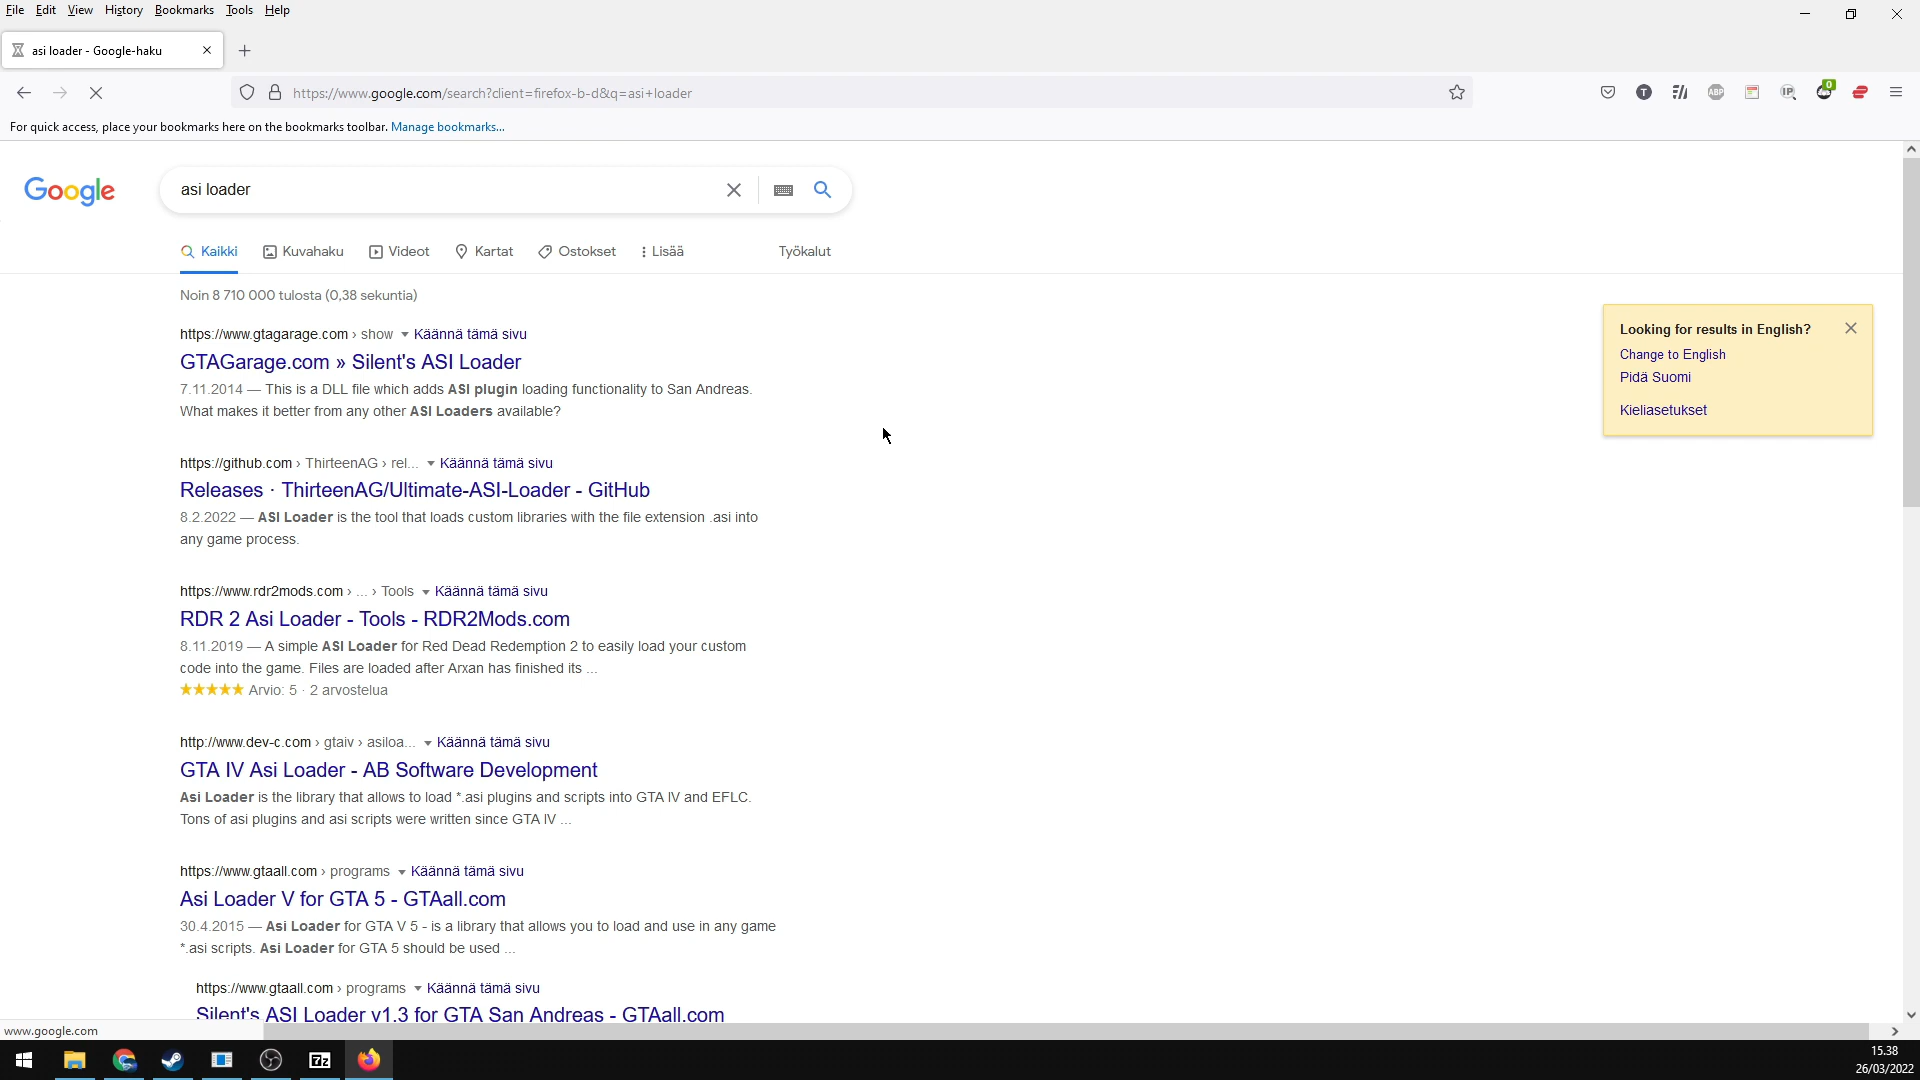 File Edit View History Bookmarks Tools Help
asi loader - Google-haku
https://www.google.com/search?client=firefox-b-d&q=asi+loader
T ABP IP 0
For quick access, place your bookmarks here on the bookmarks toolbar. Manage bookmarks...
Google
asi loader
Kaikki Kuvahaku Videot Kartat Ostokset Lisää Työkalut
Noin 8 710 000 tulosta (0,38 sekuntia)
https://www.gtagarage.com › show Käännä tämä sivu
GTAGarage.com » Silent's ASI Loader
7.11.2014 — This is a DLL file which adds ASI plugin loading functionality to San Andreas.
What makes it better from any other ASI Loaders available?
https://github.com › ThirteenAG › rel... Käännä tämä sivu
Releases · ThirteenAG/Ultimate-ASI-Loader - GitHub
8.2.2022 — ASI Loader is the tool that loads custom libraries with the file extension .asi into
any game process.
https://www.rdr2mods.com › ... › Tools Käännä tämä sivu
RDR 2 Asi Loader - Tools - RDR2Mods.com
8.11.2019 — A simple ASI Loader for Red Dead Redemption 2 to easily load your custom
code into the game. Files are loaded after Arxan has finished its ...
Arvio: 5 · 2 arvostelua
http://www.dev-c.com › gtaiv › asiloa... Käännä tämä sivu
GTA IV Asi Loader - AB Software Development
Asi Loader is the library that allows to load *.asi plugins and scripts into GTA IV and EFLC.
Tons of asi plugins and asi scripts were written since GTA IV ...
https://www.gtaall.com › programs Käännä tämä sivu
Asi Loader V for GTA 5 - GTAall.com
30.4.2015 — Asi Loader for GTA V 5 - is a library that allows you to load and use in any game
*.asi scripts. Asi Loader for GTA 5 should be used ...
https://www.gtaall.com › programs Käännä tämä sivu
Silent's ASI Loader v1.3 for GTA San Andreas - GTAall.com
Looking for results in English?
Change to English
Pidä Suomi
Kieliasetukset
www.google.com
7z
15.38
26/03/2022